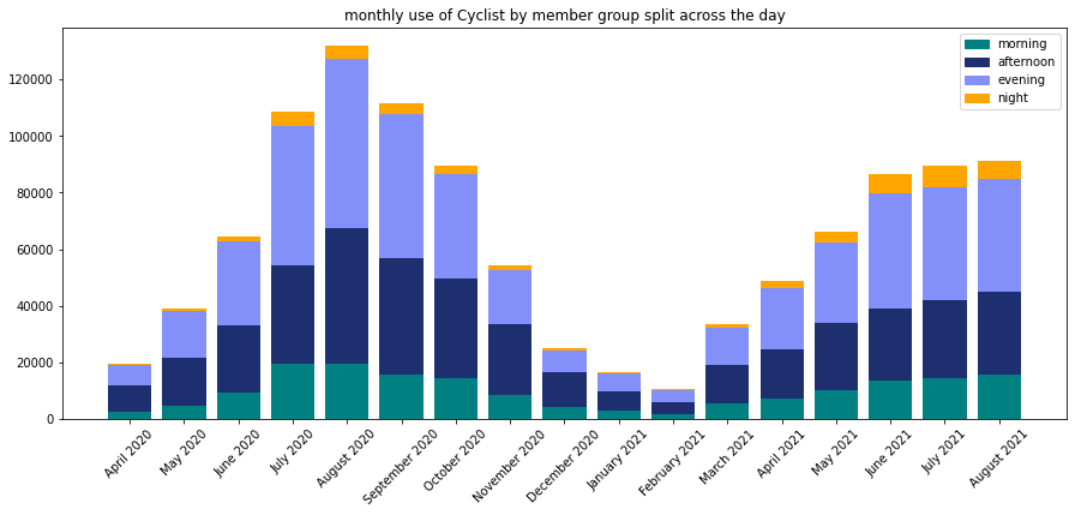 monthly use of Cyclist by member group split across the day
morning
afternoon
evening
night
120000
100000
80000
60000
40000
20000
0
April 2020
May 2020
June 2020
July 2020
August 2020
September 2020
October 2020
November 2020
December 2020
January 2021
February 2021
March 2021
April 2021
May 2021
June 2021
July 2021
August 2021